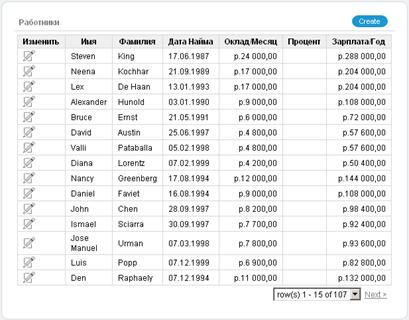 Работники
Create
Изменить Имя Фамилия Дата Найма Оклад/Месяц Процент Зарплата/Год
Steven King 17.06.1987 р.24 000,00 р.288 000,00
Neena Kochhar 21.09.1989 р.17 000,00 р.204 000,00
Lex De Haan 13.01.1993 р.17 000,00 р.204 000,00
Alexander Hunold 03.01.1990 р.9 000,00 р.108 000,00
Bruce Ernst 21.05.1991 р.6 000,00 р.72 000,00
David Austin 25.06.1997 р.4 800,00 р.57 600,00
Valli Pataballa 05.02.1998 р.4 800,00 р.57 600,00
Diana Lorentz 07.02.1999 р.4 200,00 р.50 400,00
Nancy Greenberg 17.08.1994 р.12 000,00 р.144 000,00
Daniel Faviet 16.08.1994 р.9 000,00 р.108 000,00
John Chen 28.09.1997 р.8 200,00 р.98 400,00
Ismael Sciarra 30.09.1997 р.7 700,00 р.92 400,00
Jose Manuel Urman 07.03.1998 р.7 800,00 р.93 600,00
Luis Popp 07.12.1999 р.6 900,00 р.82 800,00
Den Raphaely 07.12.1994 р.11 000,00 р.132 000,00
row(s) 1 - 15 of 107 Next >